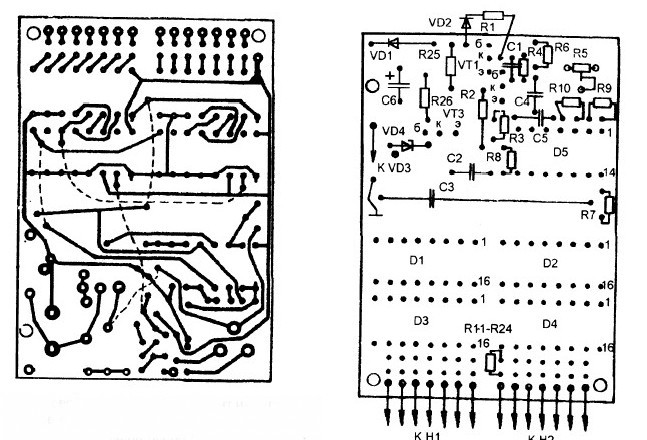 VD2 R1
VD1 R25 б к э VT1 б C1 R4 R6 R5
+ C6 R26 R2 C4 R10 R9
VD4 б к э VT3 R3 C5 1
R8 D5
К VD3 C2 14
C3
R7
1 1
D1 D2
16 16
1 1
D3 R11-R24 D4
16 16
К Н1 К Н2